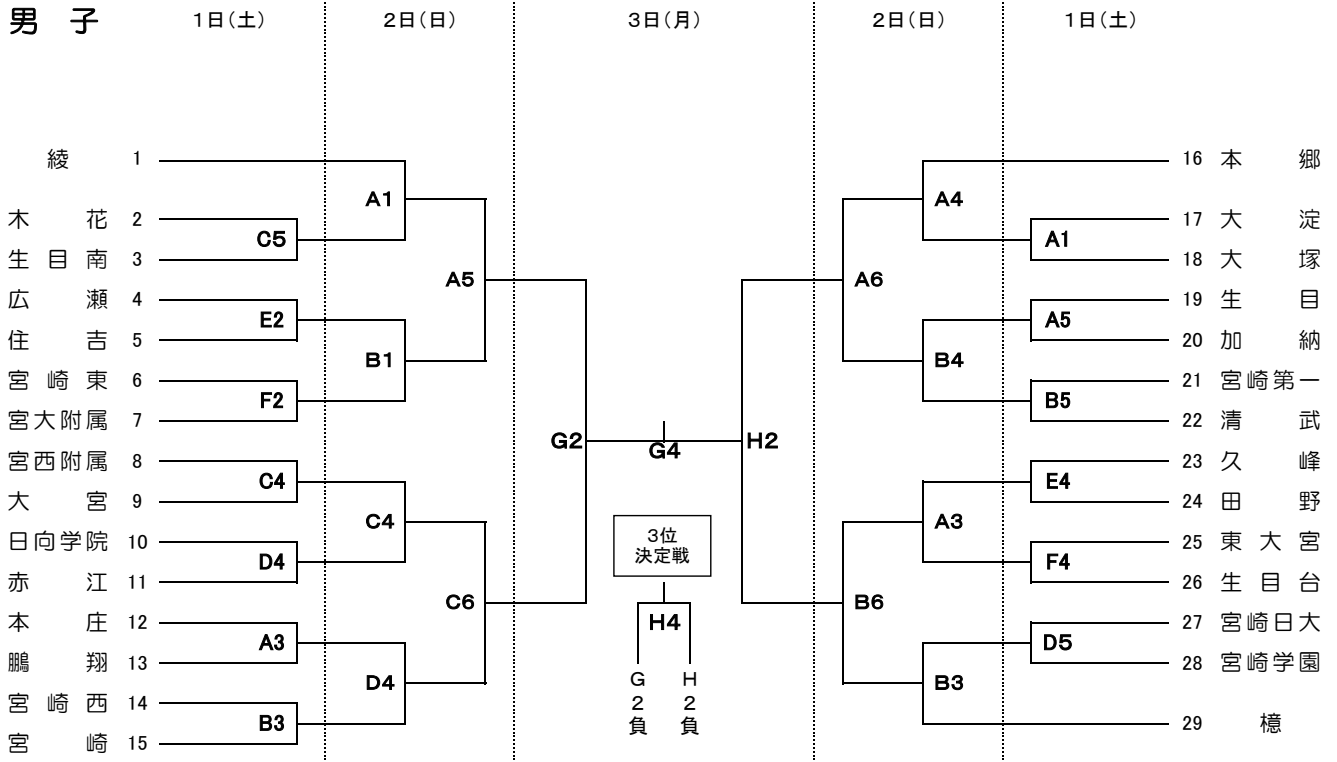 男子 1日(土) 2日(日) 3日(月) 2日(日) 1日(土)
綾 1
16 本郷
A1
A4
木花 2
17 大淀
C5
A1
生目南 3
18 大塚
A5
A6
広瀬 4
19 生目
E2
A5
住吉 5
20 加納
B1
B4
宮崎東 6
21 宮崎第一
F2
B5
宮大附属 7
22 清武
G2
G4
H2
宮西附属 8
23 久峰
C4
E4
大宮 9
24 田野
C4
A3
日向学院 10
25 東大宮
3位
決定戦
D4
F4
赤江 11
26 生目台
C6
B6
本庄 12
27 宮崎日大
H4
A3
D5
鵬翔 13
28 宮崎学園
D4
B3
G2負
H2負
宮崎西 14
B3
29 檍
宮崎 15